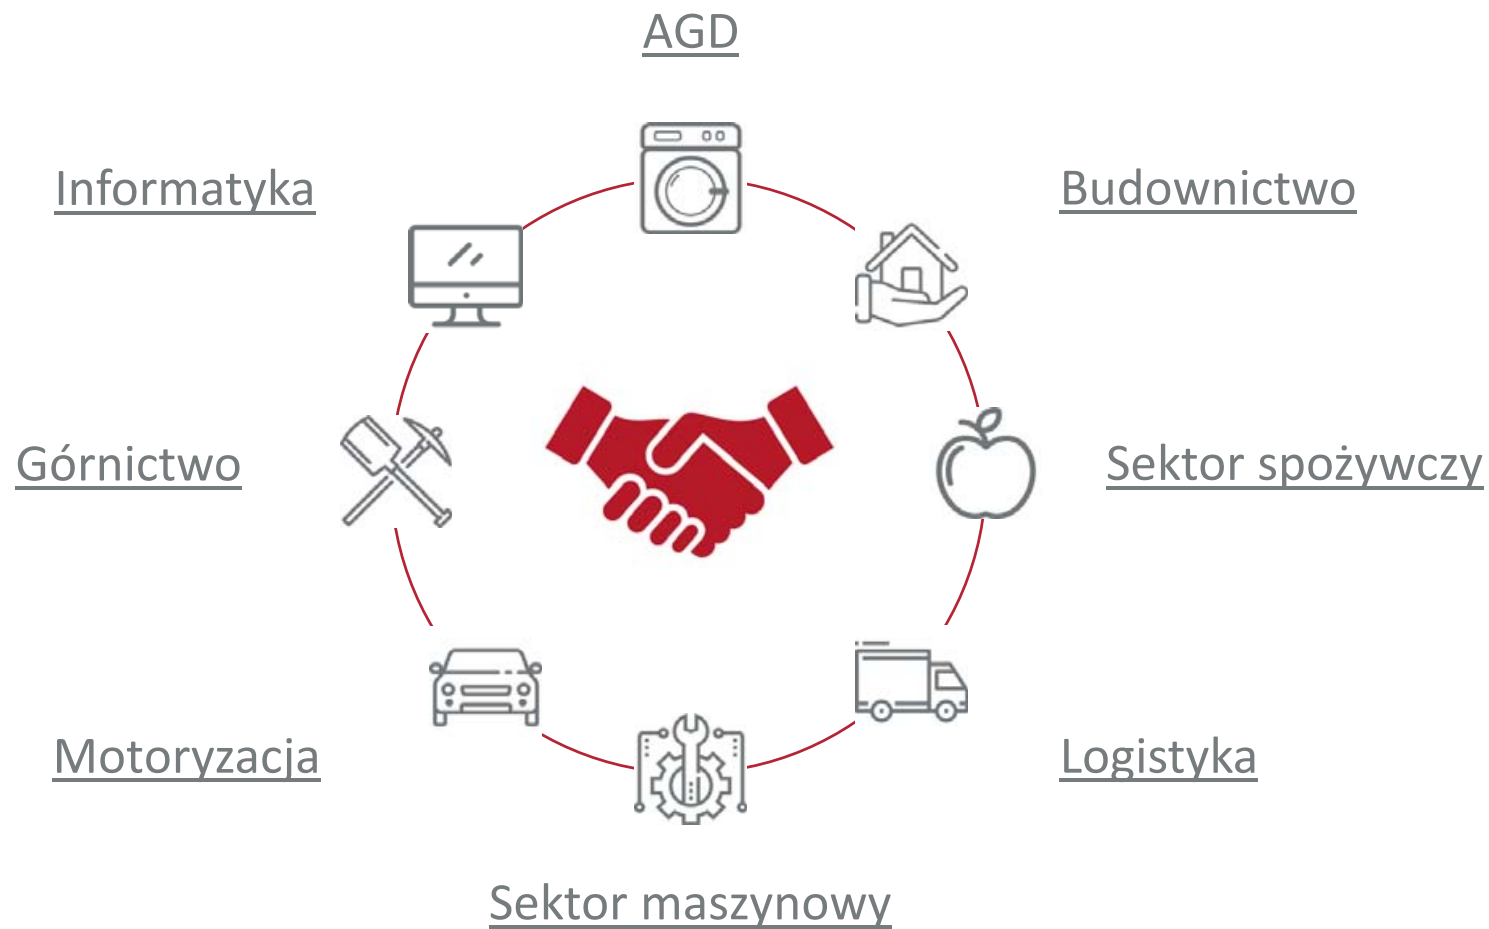 AGD
Informatyka
Budownictwo
Górnictwo
Sektor spożywczy
Motoryzacja
Logistyka
Sektor maszynowy